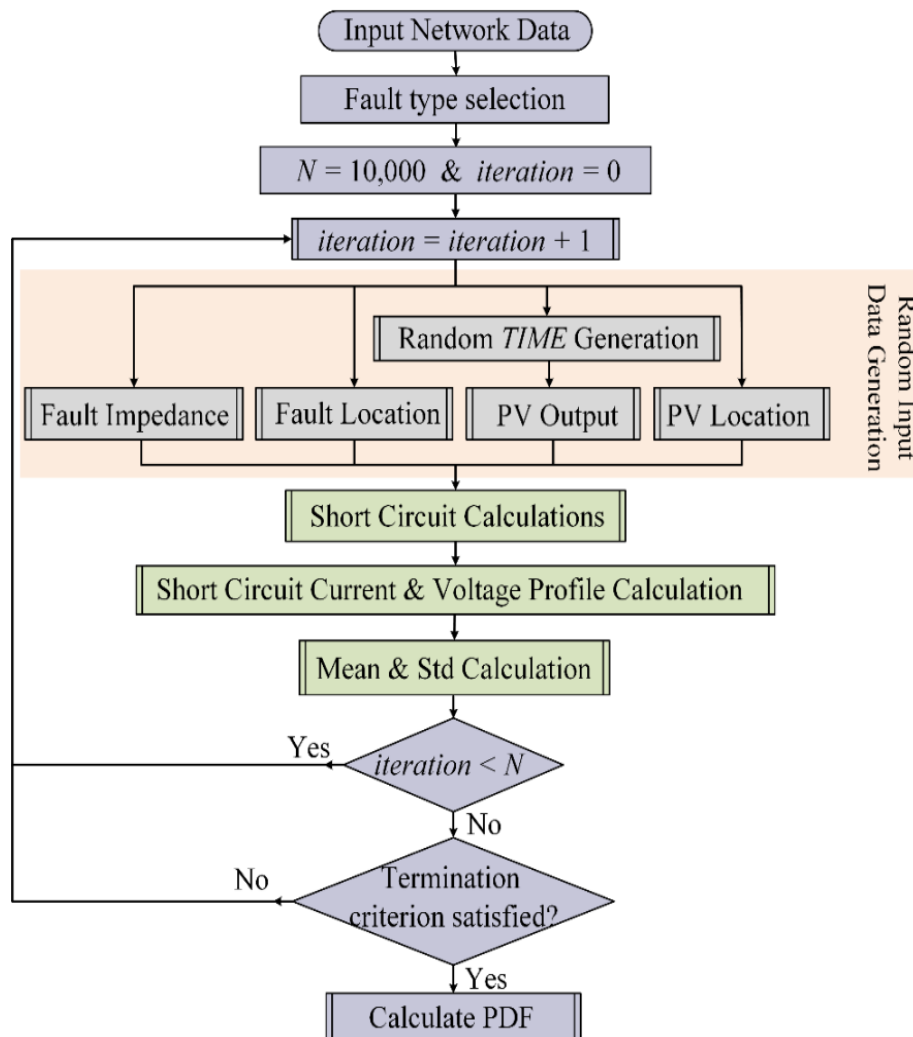 Input Network Data
Fault type selection
N = 10,000 & iteration = 0
iteration = iteration + 1
Random Input
Data Generation
Random TIME Generation
Fault Impedance
Fault Location
PV Output
PV Location
Short Circuit Calculations
Short Circuit Current & Voltage Profile Calculation
Mean & Std Calculation
Yes
iteration < N
No
No
Termination
criterion satisfied?
Yes
Calculate PDF